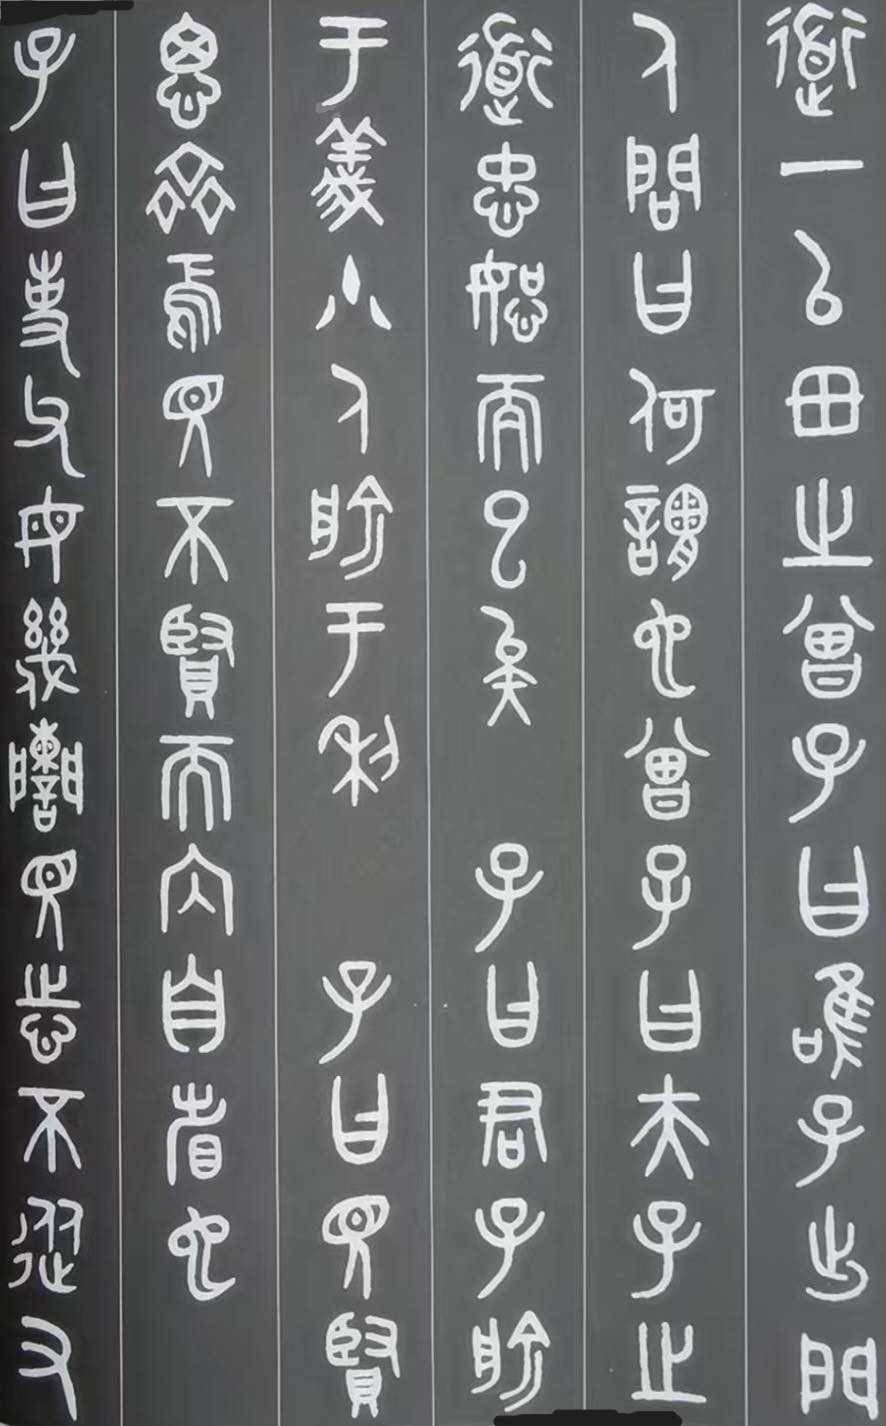 道一以毌之曾子曰唯子出門
人問曰何謂也曾子曰夫子之
道忠恕而已矣子曰君子喻
于義小人喻于利子曰見賢
思齊焉見不賢而内自省也
子曰事父母幾諫見志不從又